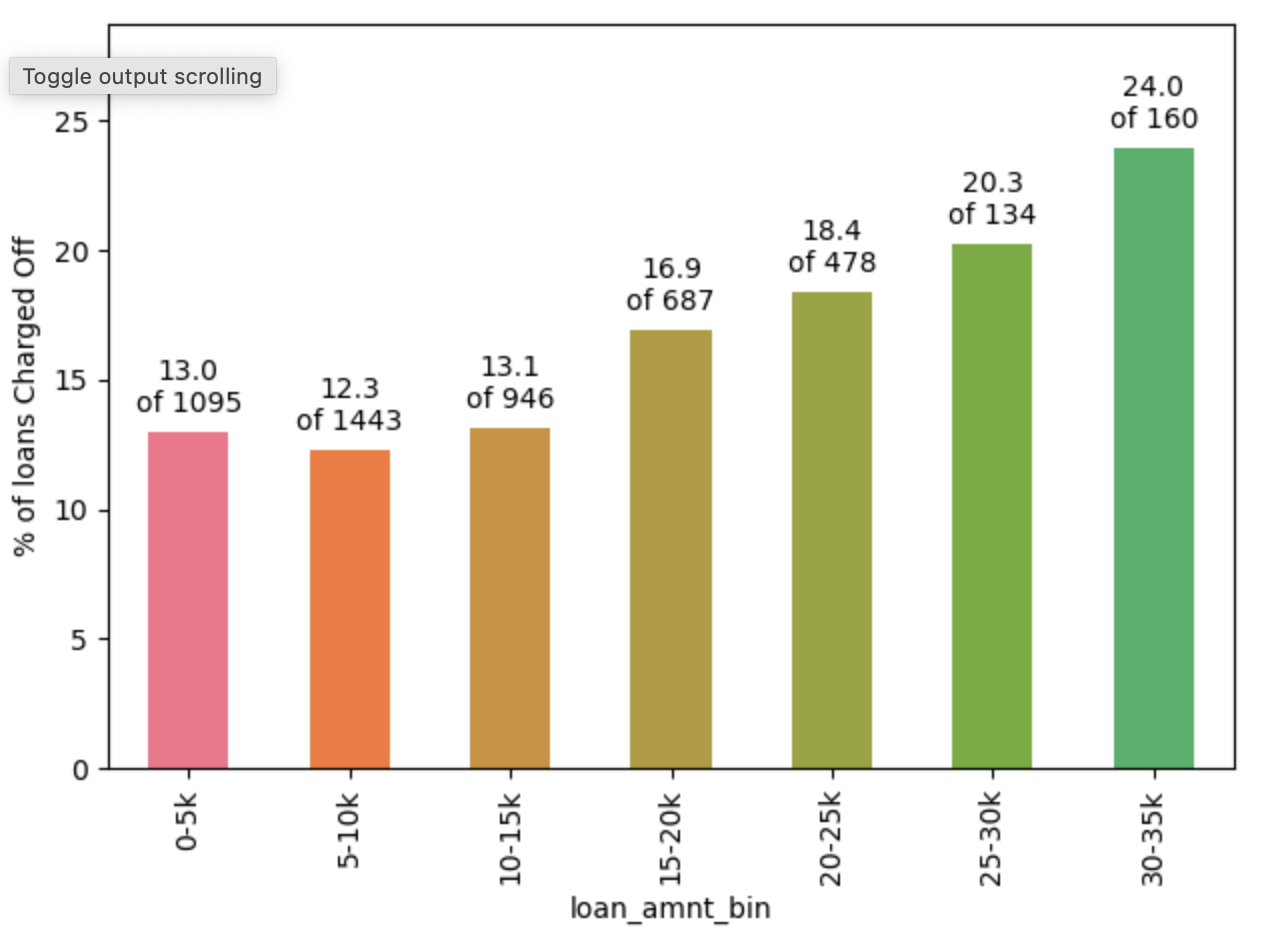 Toggle output scrolling
% of loans Charged Off
25
20
15
10
5
0
13.0
of 1095
12.3
of 1443
13.1
of 946
16.9
of 687
18.4
of 478
20.3
of 134
24.0
of 160
0-5k
5-10k
10-15k
15-20k
20-25k
25-30k
30-35k
loan_amnt_bin